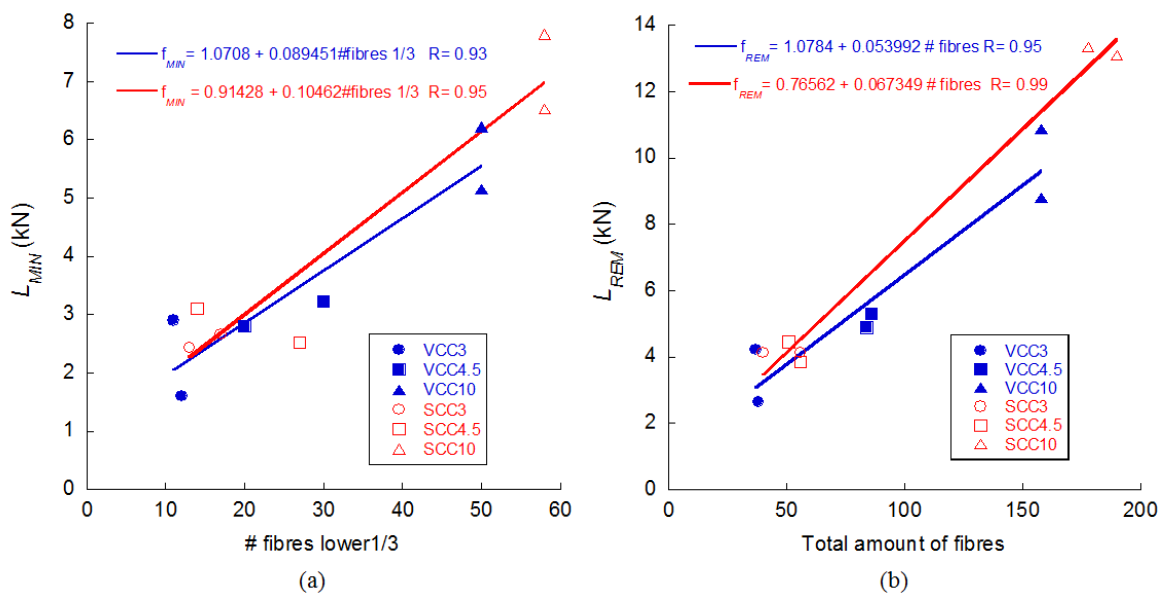 8
7
6
5
4
3
2
1
0
L_MIN (kN)
f_MIN = 1.0708 + 0.089451#fibres 1/3 R= 0.93
f_MIN = 0.91428 + 0.10462#fibres 1/3 R= 0.95
VCC3
VCC4.5
VCC10
SCC3
SCC4.5
SCC10
0 10 20 30 40 50 60
# fibres lower1/3
(a)
14
12
10
8
6
4
2
0
L_REM (kN)
f_REM = 1.0784 + 0.053992 # fibres R= 0.95
f_REM = 0.76562 + 0.067349 # fibres R= 0.99
VCC3
VCC4.5
VCC10
SCC3
SCC4.5
SCC10
0 50 100 150 200
Total amount of fibres
(b)